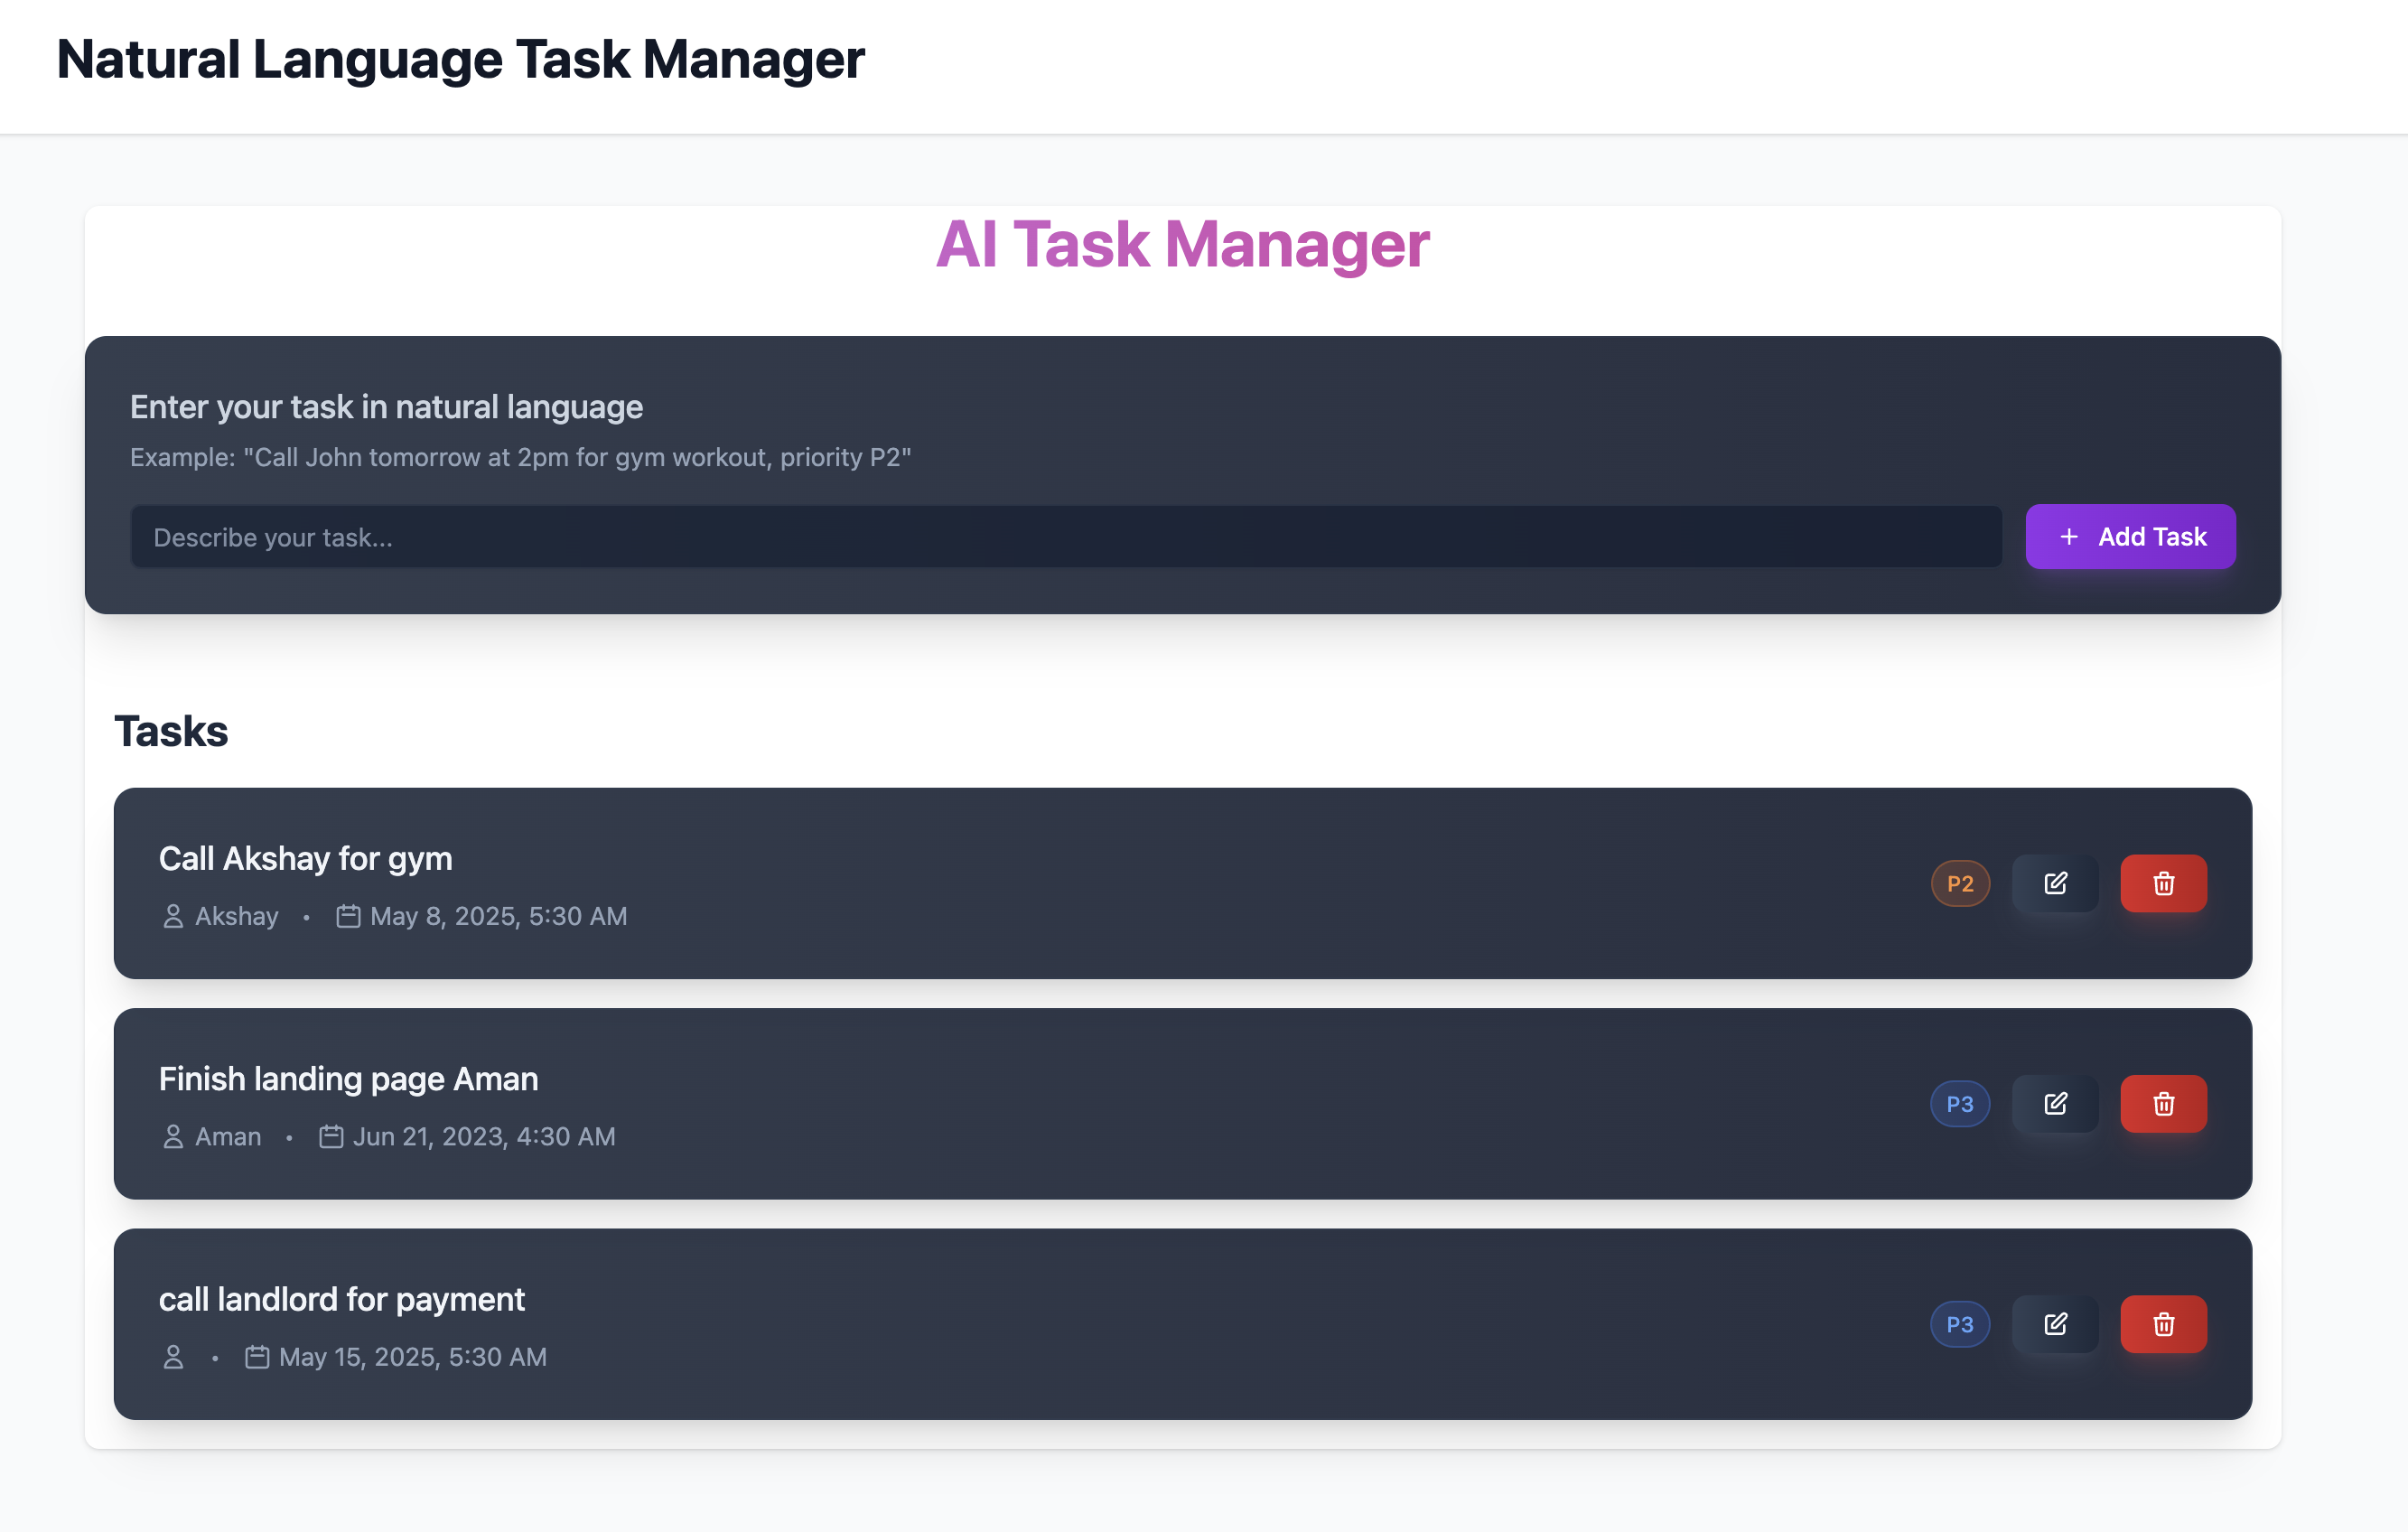 Natural Language Task Manager
AI Task Manager
Enter your task in natural language
Example: "Call John tomorrow at 2pm for gym workout, priority P2"
Describe your task...
+ Add Task
Tasks
Call Akshay for gym
Akshay • May 8, 2025, 5:30 AM
P2
Finish landing page Aman
Aman • Jun 21, 2023, 4:30 AM
P3
call landlord for payment
• May 15, 2025, 5:30 AM
P3